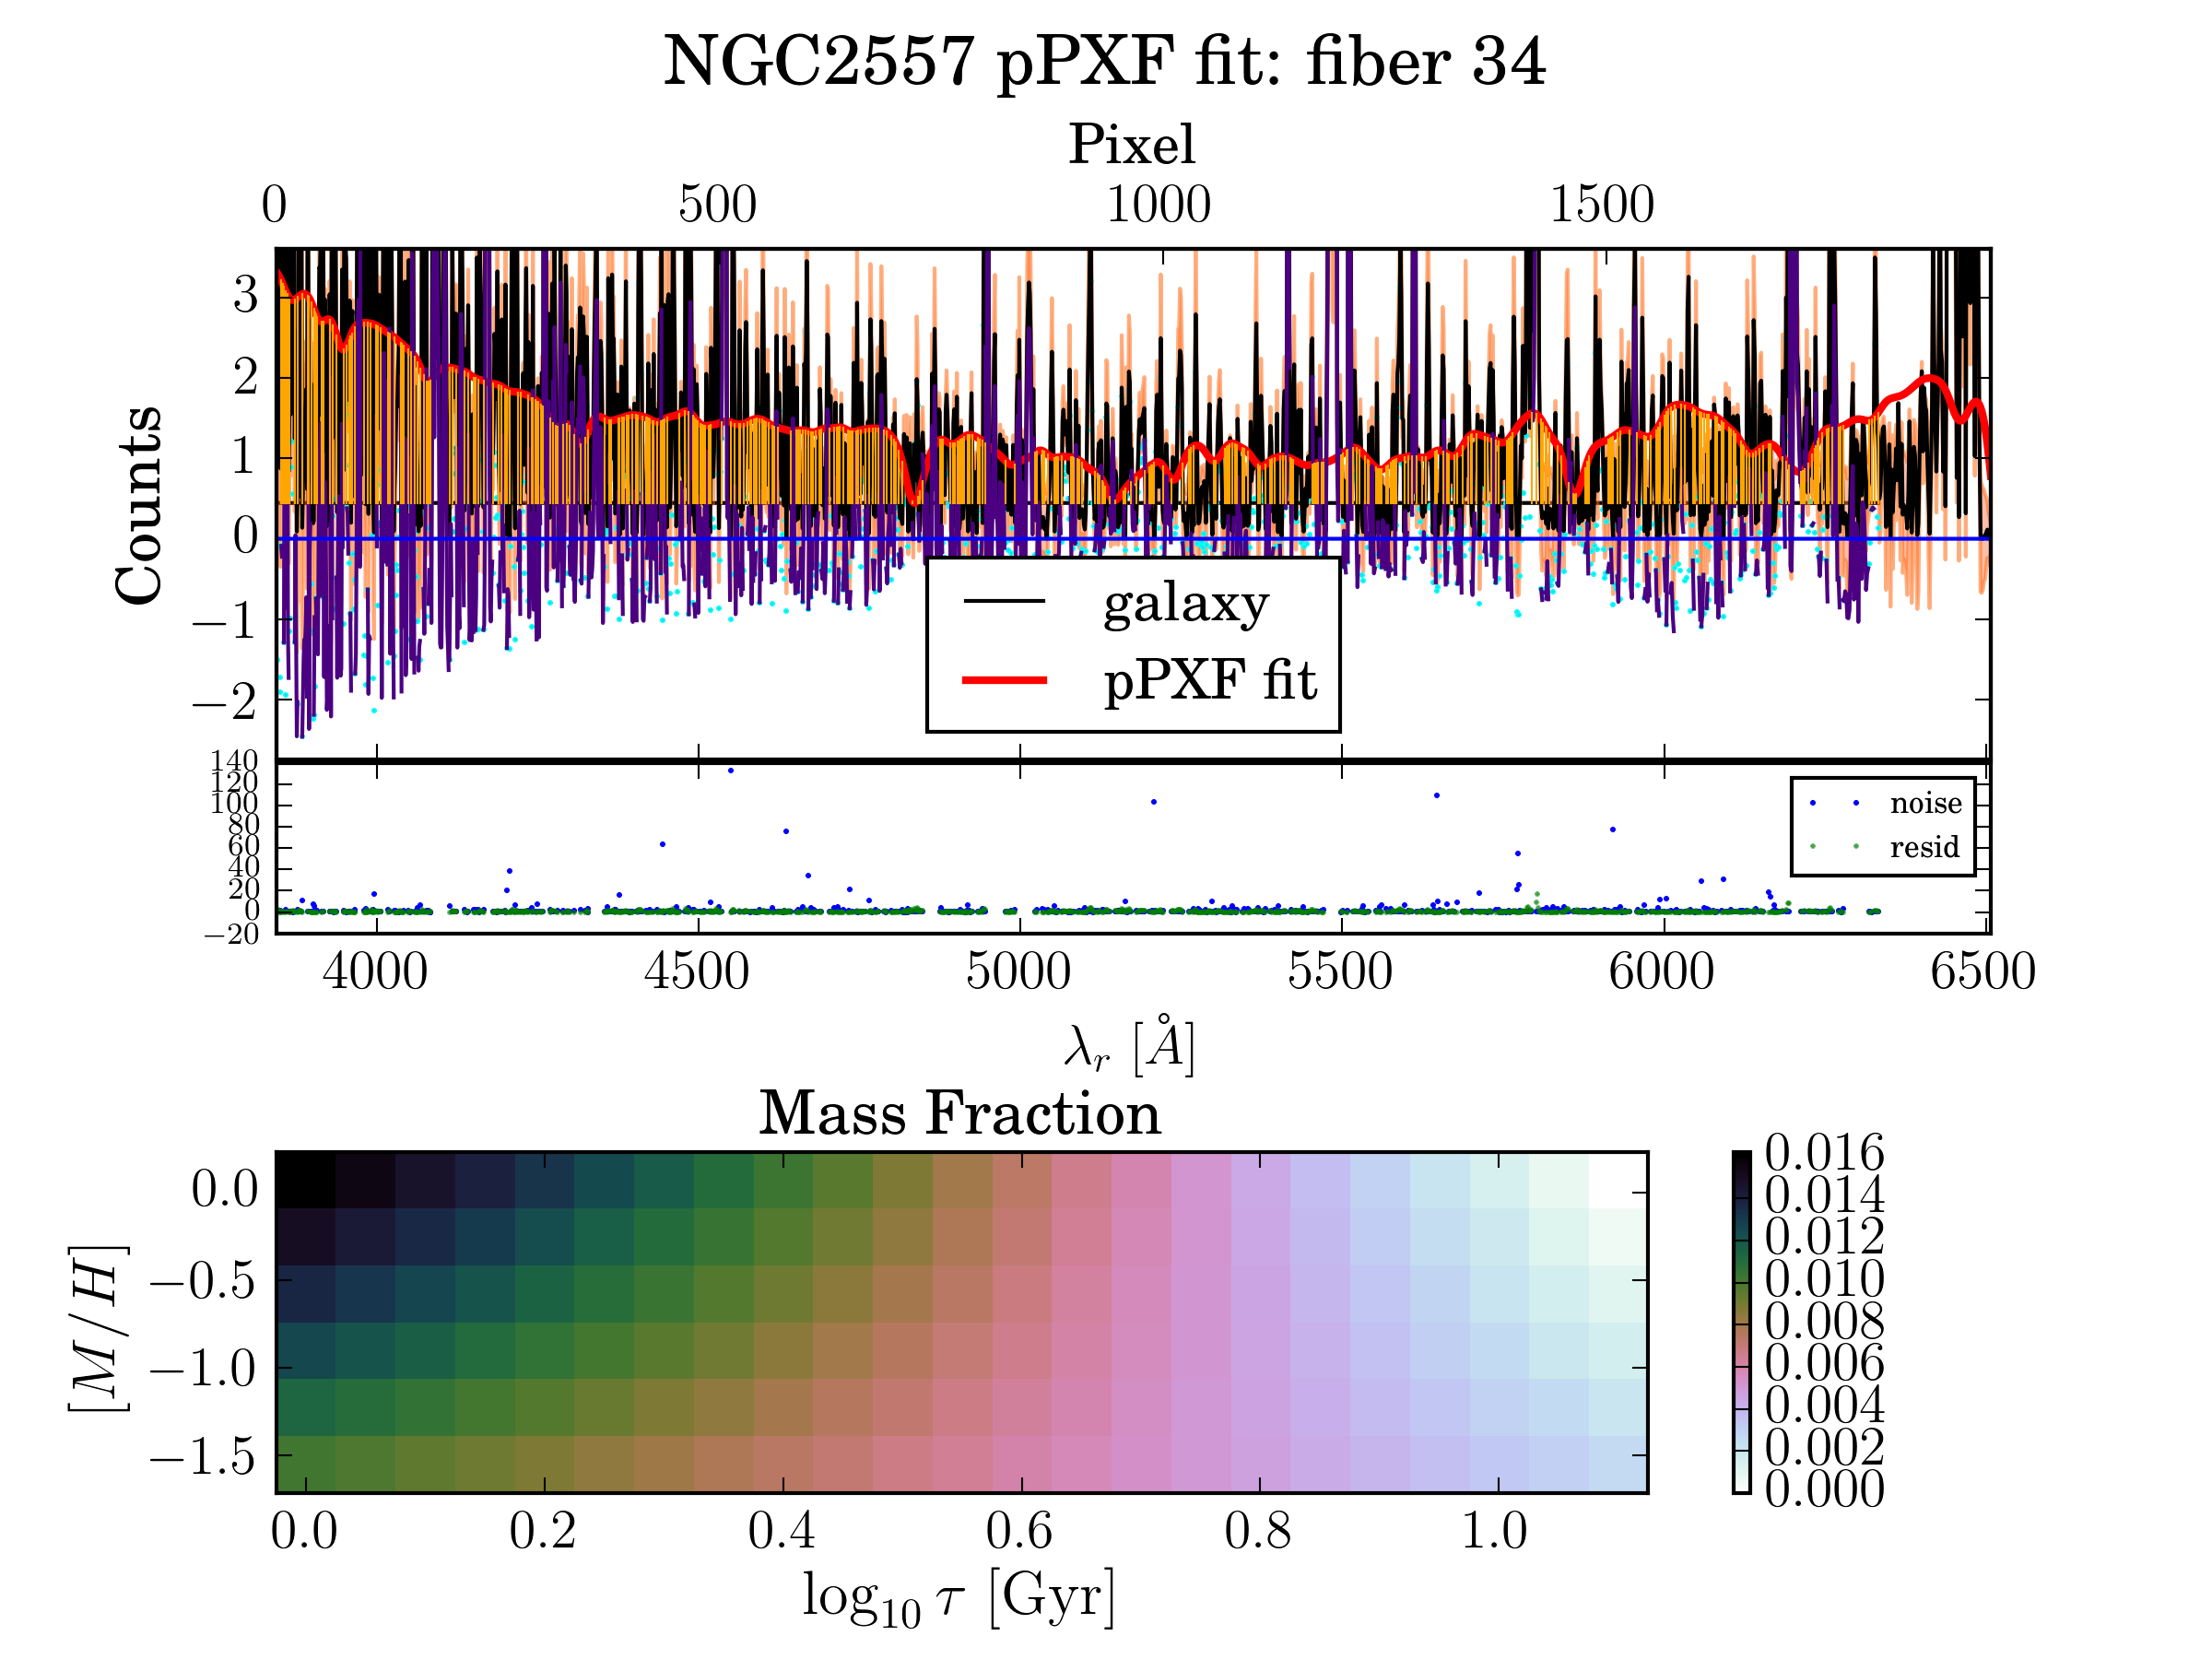 NGC2557 pPXF fit: fiber 34
Pixel
0 500 1000 1500
3
2
1
0
−1
−2
Counts
galaxy
pPXF fit
140
120
100
80
60
40
20
0
−20
noise
resid
4000 4500 5000 5500 6000 6500
λr [Å]
Mass Fraction
0.0
−0.5
−1.0
−1.5
[M/H]
0.0 0.2 0.4 0.6 0.8 1.0
log10 τ [Gyr]
0.016
0.014
0.012
0.010
0.008
0.006
0.004
0.002
0.000